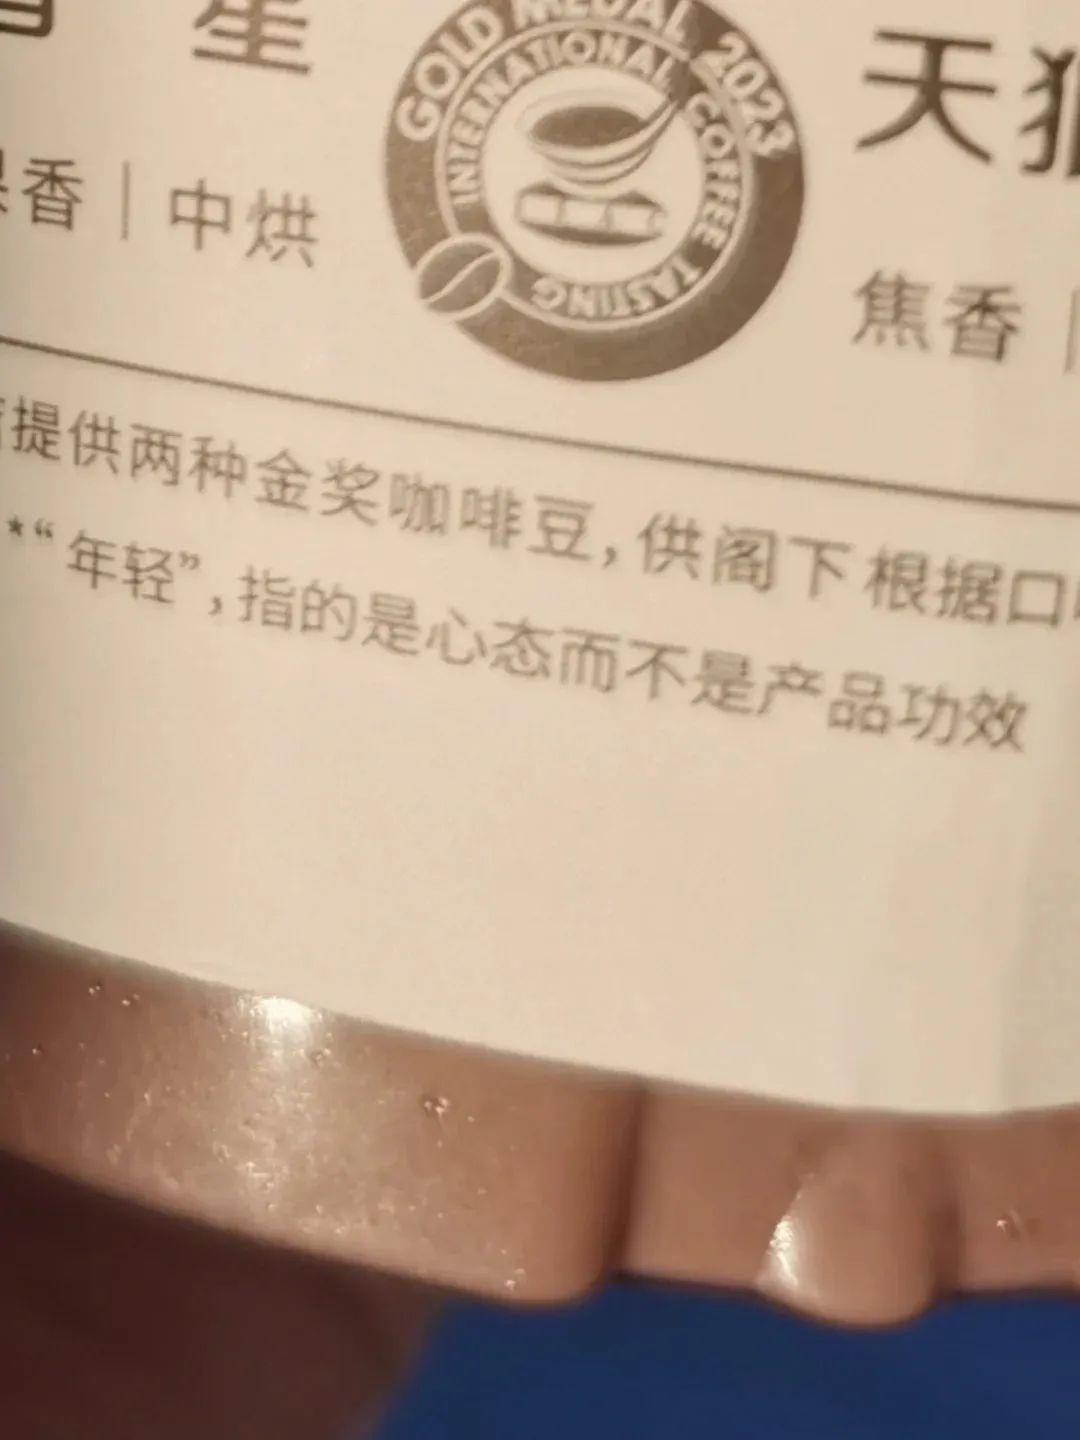 星
GOLD MEDAL 2023
INTERNATIONAL COFFEE TASTING
天
香｜中烘
焦香｜
提供两种金奖咖啡豆，供阁下根据口
*“年轻”，指的是心态而不是产品功效